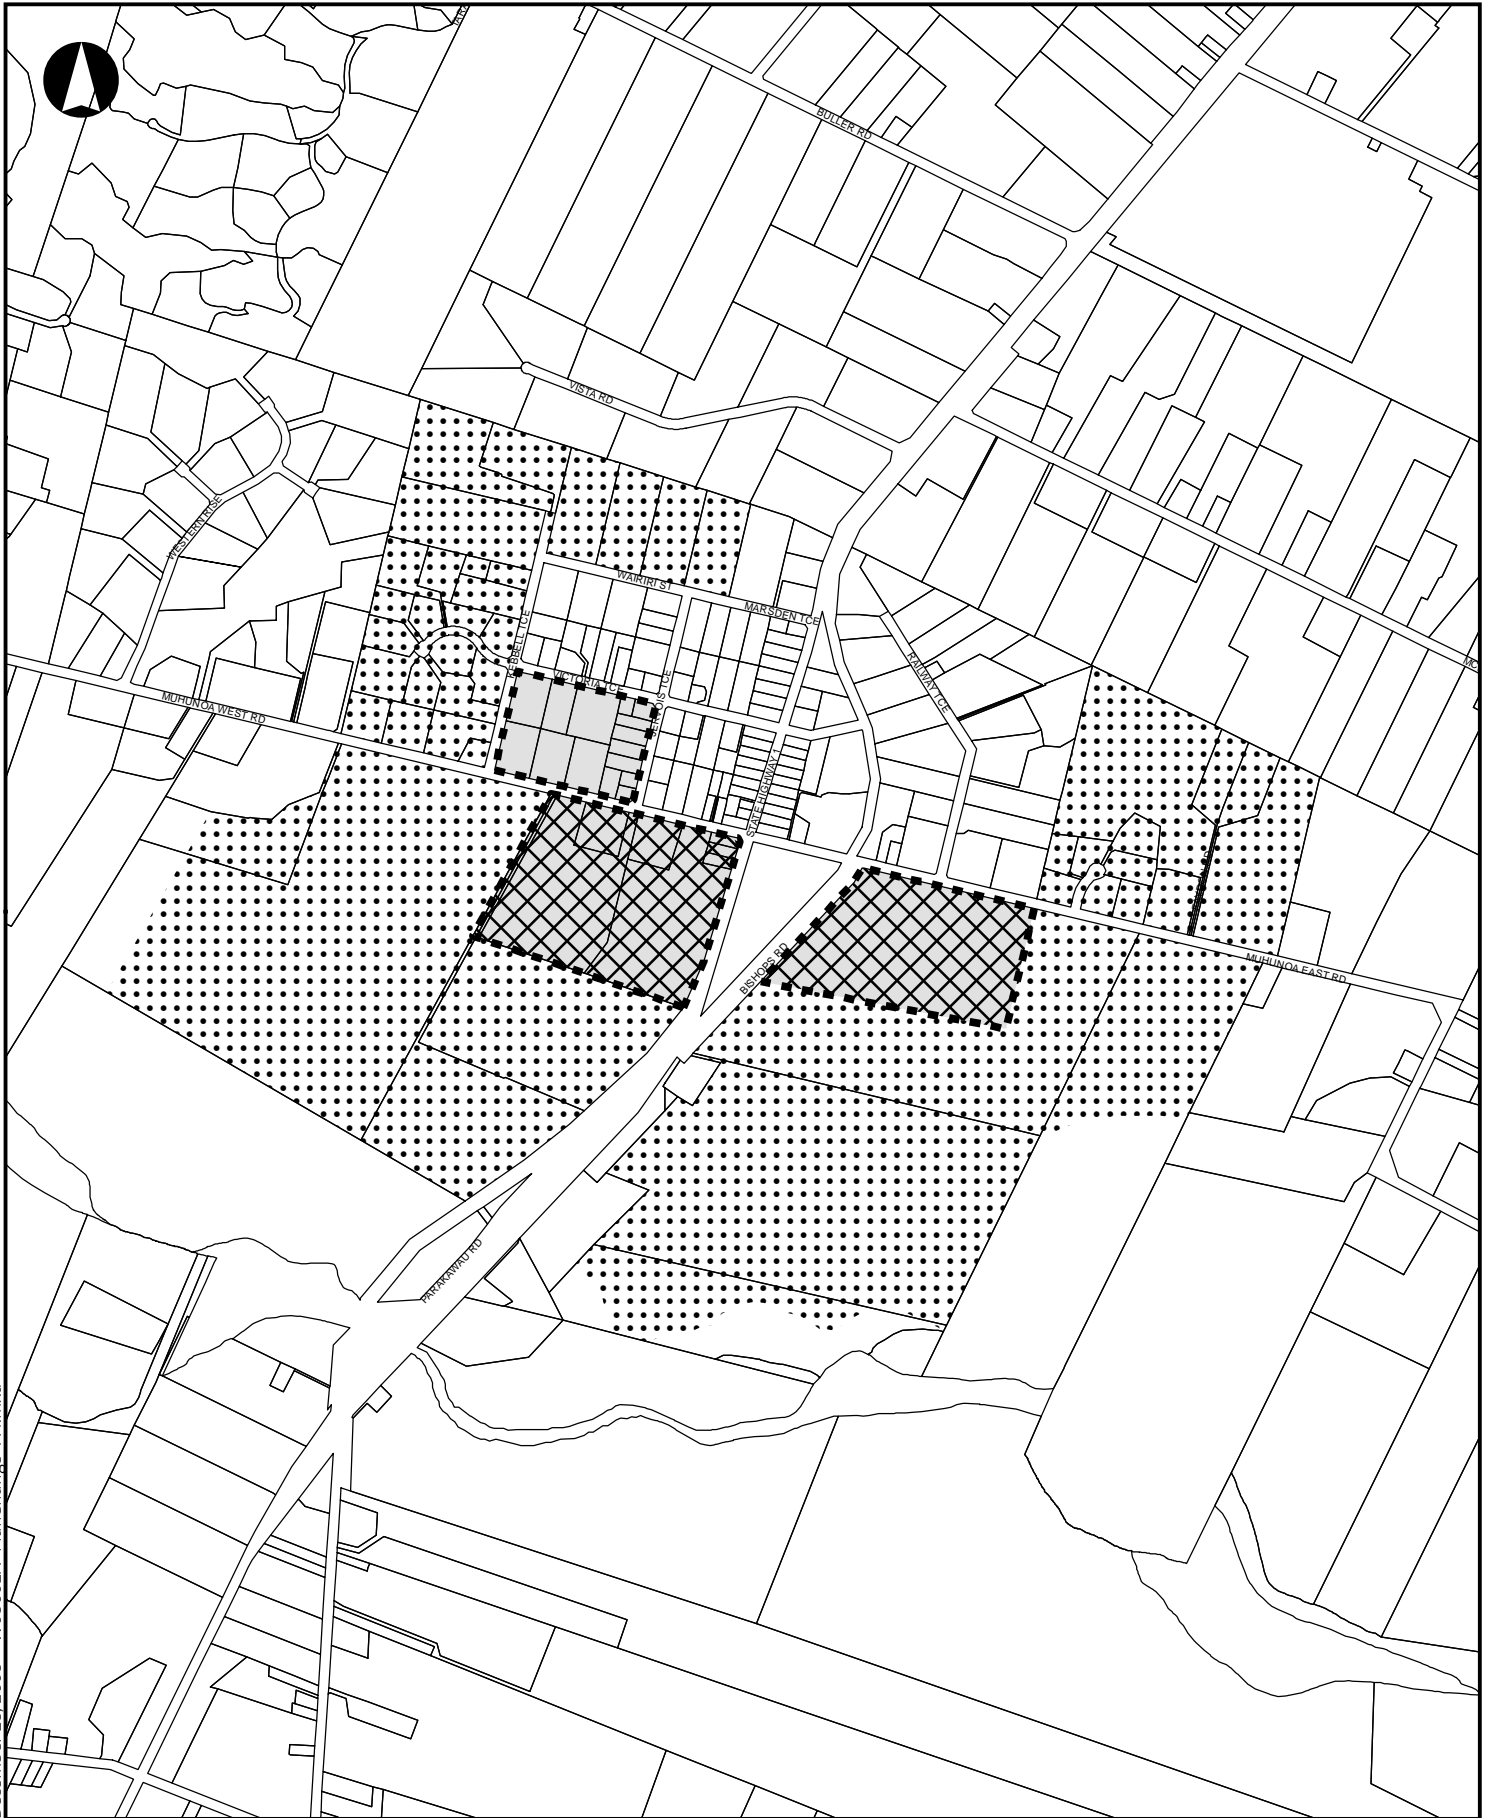 BULLER RD
VISTA RD
WESTERN RISE
WAIRIRI ST
MARSDEN TCE
KEBBELL TCE
VICTORIA TCE
RAILWAY TCE
MUHUNOA WEST RD
STATE HIGHWAY 1
BISHOPS RD
MUHUNOA EAST RD
PARAKAWAU RD